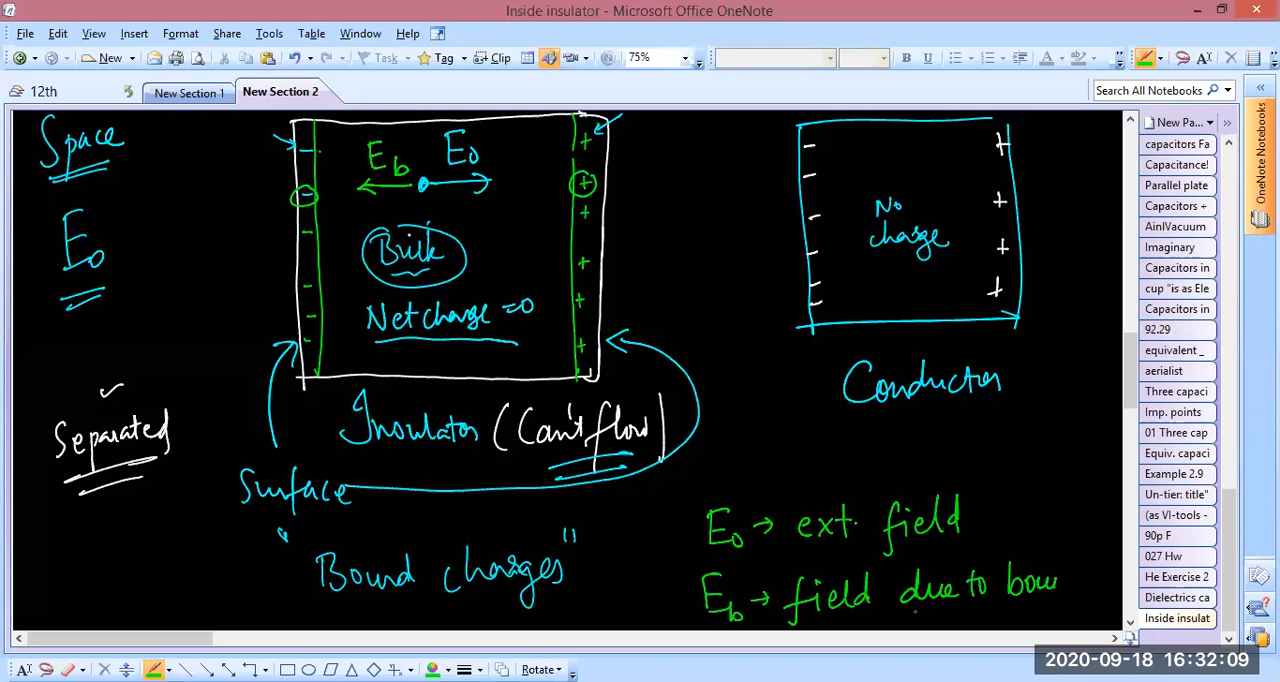 Inside insulator - Microsoft Office OneNote
File Edit View Insert Format Share Tools Table Window Help
New Task Tag Clip 75% B I U
12th New Section 1 New Section 2 Search All Notebooks
New Pa...
capacitors Fa
Capacitance!
Parallel plate
Capacitors +
AinlVacuum
Imaginary
Capacitors in
cup "is as Ele
Capacitors in
92.29
equivalent _
aerialist
Three capaci
Imp. points
01 Three cap
Equiv. capaci
Example 2.9
Un-tier: title"
(as VI-tools -
90p F
027 Hw
He Exercise 2
Dielectrics ca
Inside insulat
OneNote Notebooks
Space
E₀
Separated
- +
E_b E₀
- +
- +
Bulk
- +
Net charge = 0
- +
- +
Insulator (Can't flow)
Surface
"Bound charges"
- +
-
- +
No
charge
- +
- +
-
Conductor
E₀ → ext. field
E_b → field due to bou
2020-09-18 16:32:09
A Rotate